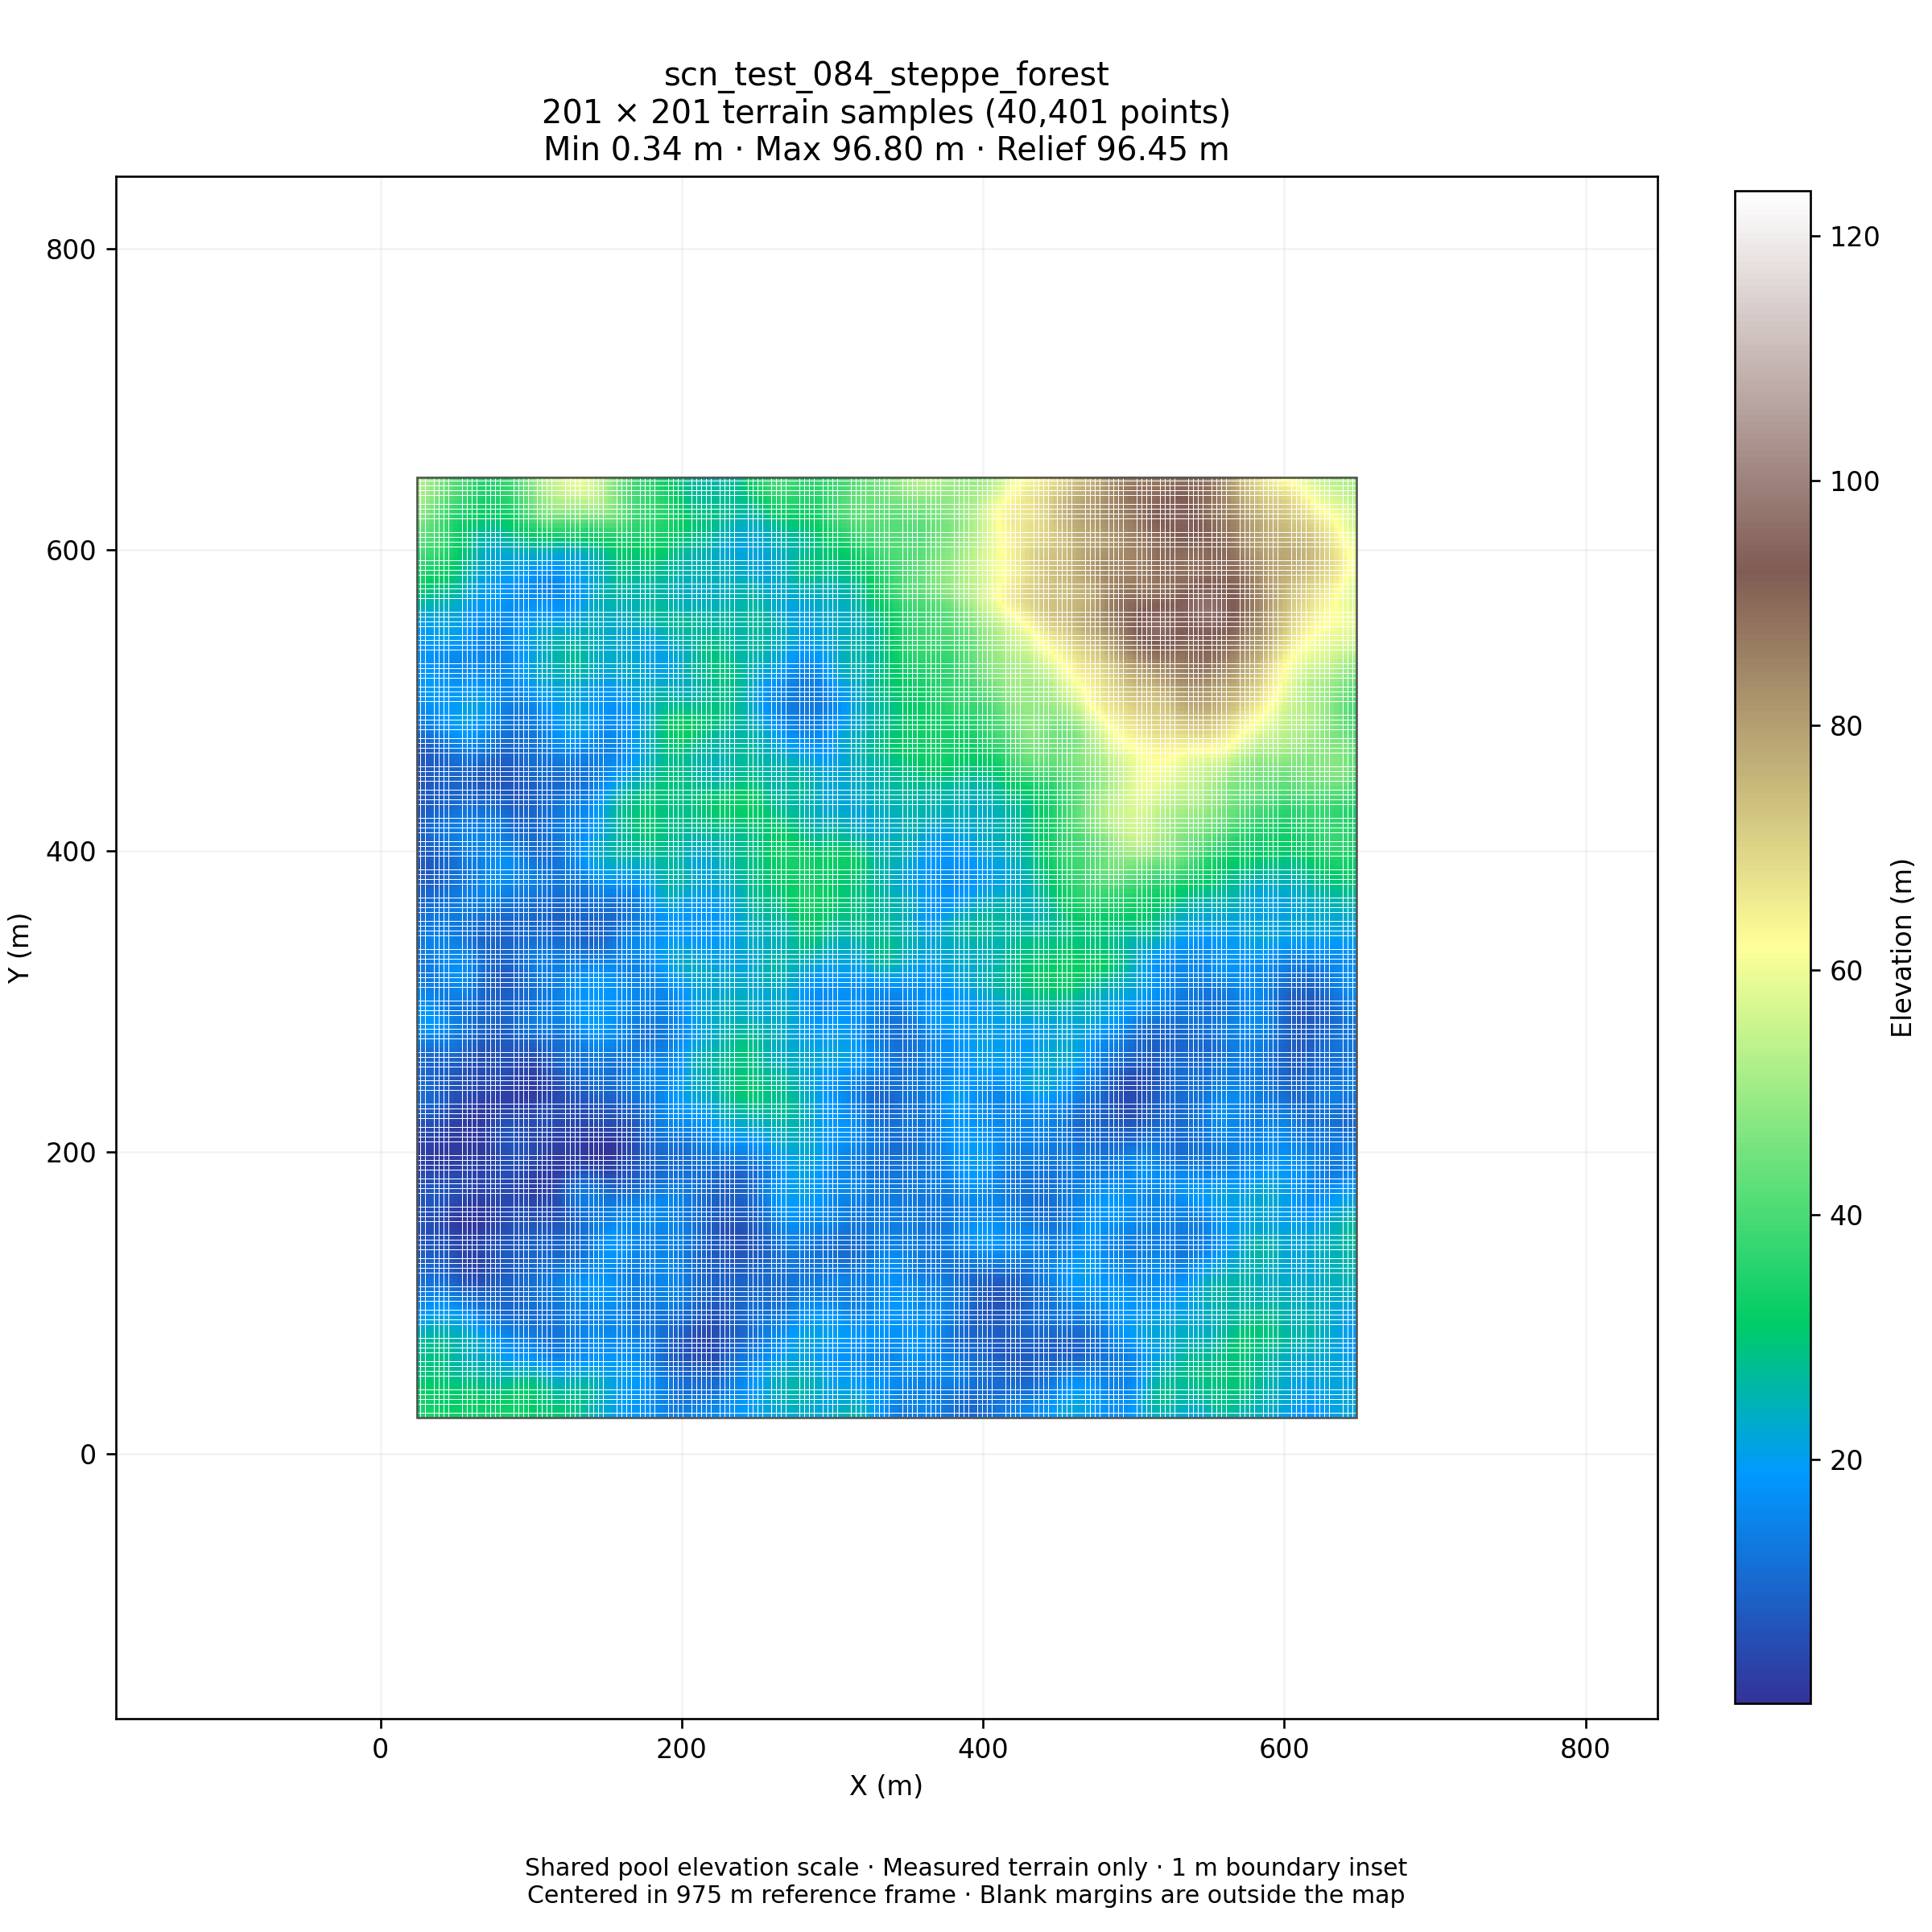 scn_test_084_steppe_forest
201 × 201 terrain samples (40,401 points)
Min 0.34 m · Max 96.80 m · Relief 96.45 m
800
600
400
200
0
Y (m)
0
200
400
600
800
X (m)
120
100
80
60
40
20
Elevation (m)
Shared pool elevation scale · Measured terrain only · 1 m boundary inset
Centered in 975 m reference frame · Blank margins are outside the map